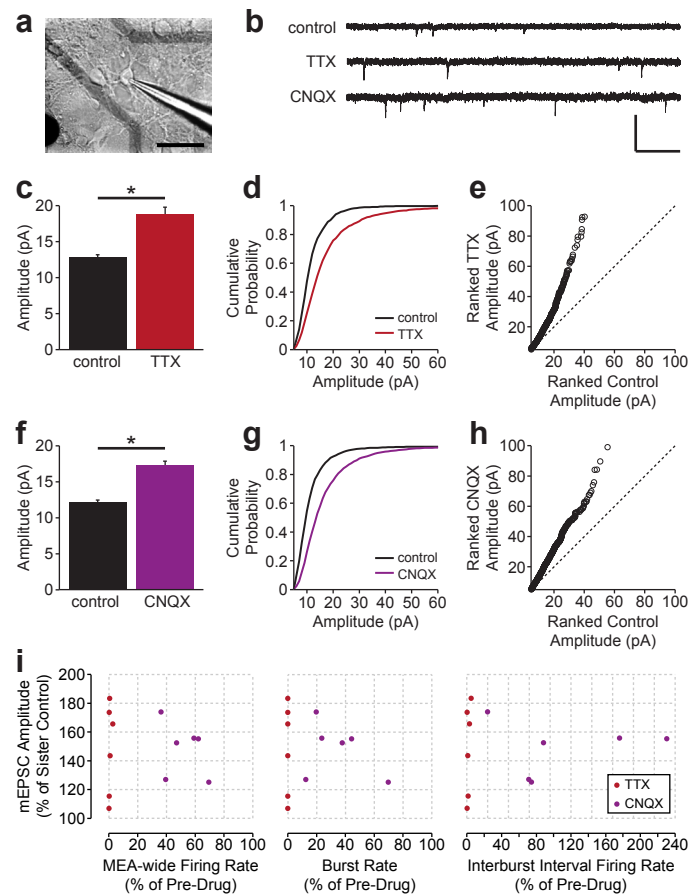 a
b
control
TTX
CNQX
c
20
15
10
5
0
Amplitude (pA)
*
control
TTX
d
1
0.8
0.6
0.4
0.2
0
Cumulative
Probability
control
TTX
10 20 30 40 50 60
Amplitude (pA)
e
100
80
60
40
20
Ranked TTX
Amplitude (pA)
20 40 60 80 100
Ranked Control
Amplitude (pA)
f
20
15
10
5
0
Amplitude (pA)
*
control
CNQX
g
1
0.8
0.6
0.4
0.2
0
Cumulative
Probability
control
CNQX
10 20 30 40 50 60
Amplitude (pA)
h
100
80
60
40
20
Ranked CNQX
Amplitude (pA)
20 40 60 80 100
Ranked Control
Amplitude (pA)
i
200
180
160
140
120
100
mEPSC Amplitude
(% of Sister Control)
0 20 40 60 80 100
MEA-wide Firing Rate
(% of Pre-Drug)
0 20 40 60 80 100
Burst Rate
(% of Pre-Drug)
TTX
CNQX
0 40 80 120 160 200 240
Interburst Interval Firing Rate
(% of Pre-Drug)